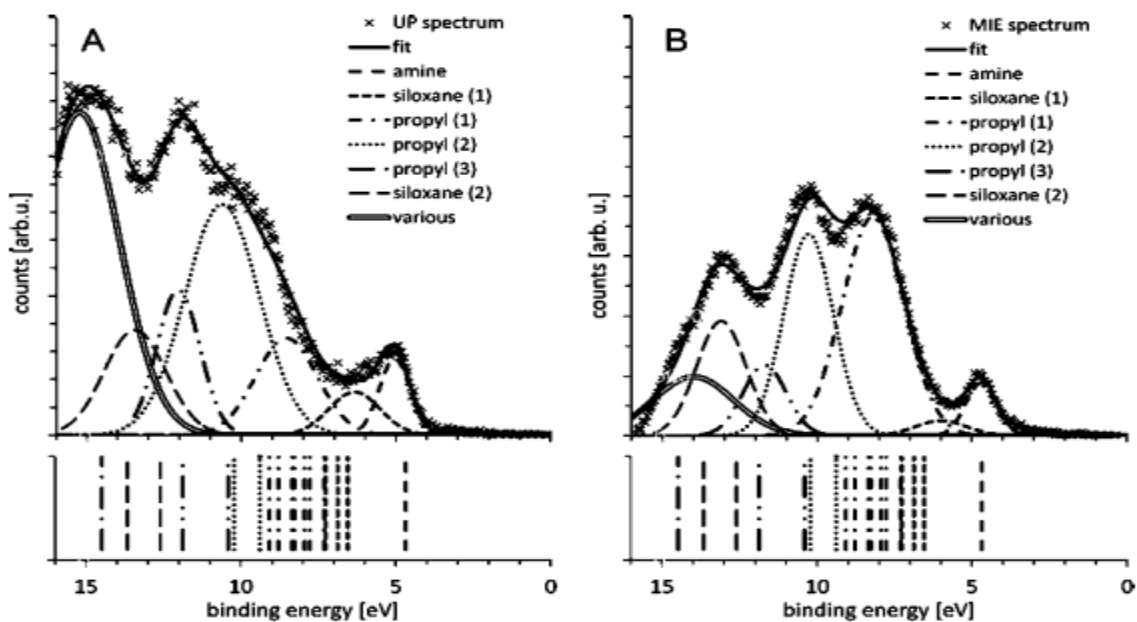 A
× UP spectrum
fit
amine
siloxane (1)
propyl (1)
propyl (2)
propyl (3)
siloxane (2)
various
counts [arb.u.]
15
10
5
0
binding energy [eV]
B
× MIE spectrum
fit
amine
siloxane (1)
propyl (1)
propyl (2)
propyl (3)
siloxane (2)
various
counts [arb. u.]
15
10
5
0
binding energy [eV]